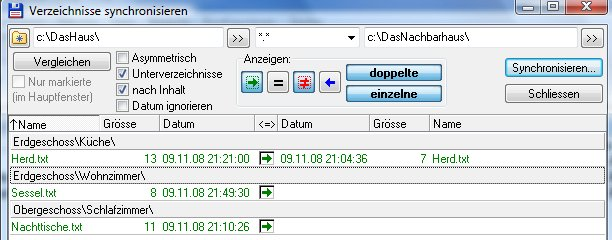 Verzeichnisse synchronisieren
c:\DasHaus\ >> *.* c:\DasNachbarhaus\ >>
Vergleichen Asymmetrisch Anzeigen: Synchronisieren...
Nur markierte Unterverzeichnisse doppelte
(im Hauptfenster) nach Inhalt einzelne Schliessen
Datum ignorieren
Name Grösse Datum <=> Datum Grösse Name
Erdgeschoss\Küche\
Herd.txt 13 09.11.08 21:21:00 09.11.08 21:04:36 7 Herd.txt
Erdgeschoss\Wohnzimmer\
Sessel.txt 8 09.11.08 21:49:30
Obergeschoss\Schlafzimmer\
Nachttische.txt 11 09.11.08 21:10:26